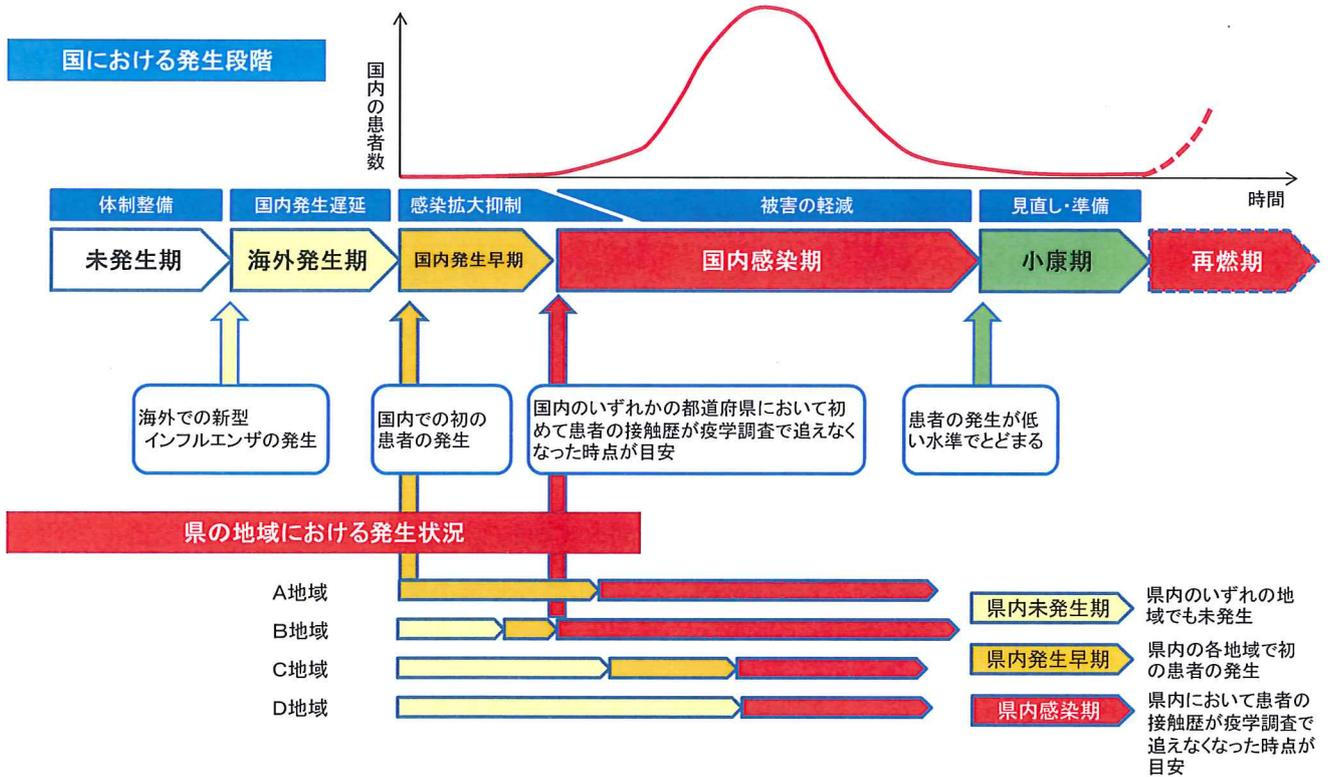 国における発生段階
国内の患者数
時間
体制整備
国内発生遅延
感染拡大抑制
被害の軽減
見直し・準備
未発生期
海外発生期
国内発生早期
国内感染期
小康期
再燃期
海外での新型
インフルエンザの発生
国内での初の
患者の発生
国内のいずれかの都道府県において初
めて患者の接触歴が疫学調査で追えなく
なった時点が目安
患者の発生が低
い水準でとどまる
県の地域における発生状況
A地域
B地域
C地域
D地域
県内未発生期
県内のいずれの地
域でも未発生
県内発生早期
県内の各地域で初
の患者の発生
県内感染期
県内において患者の
接触歴が疫学調査で
追えなくなった時点が
目安